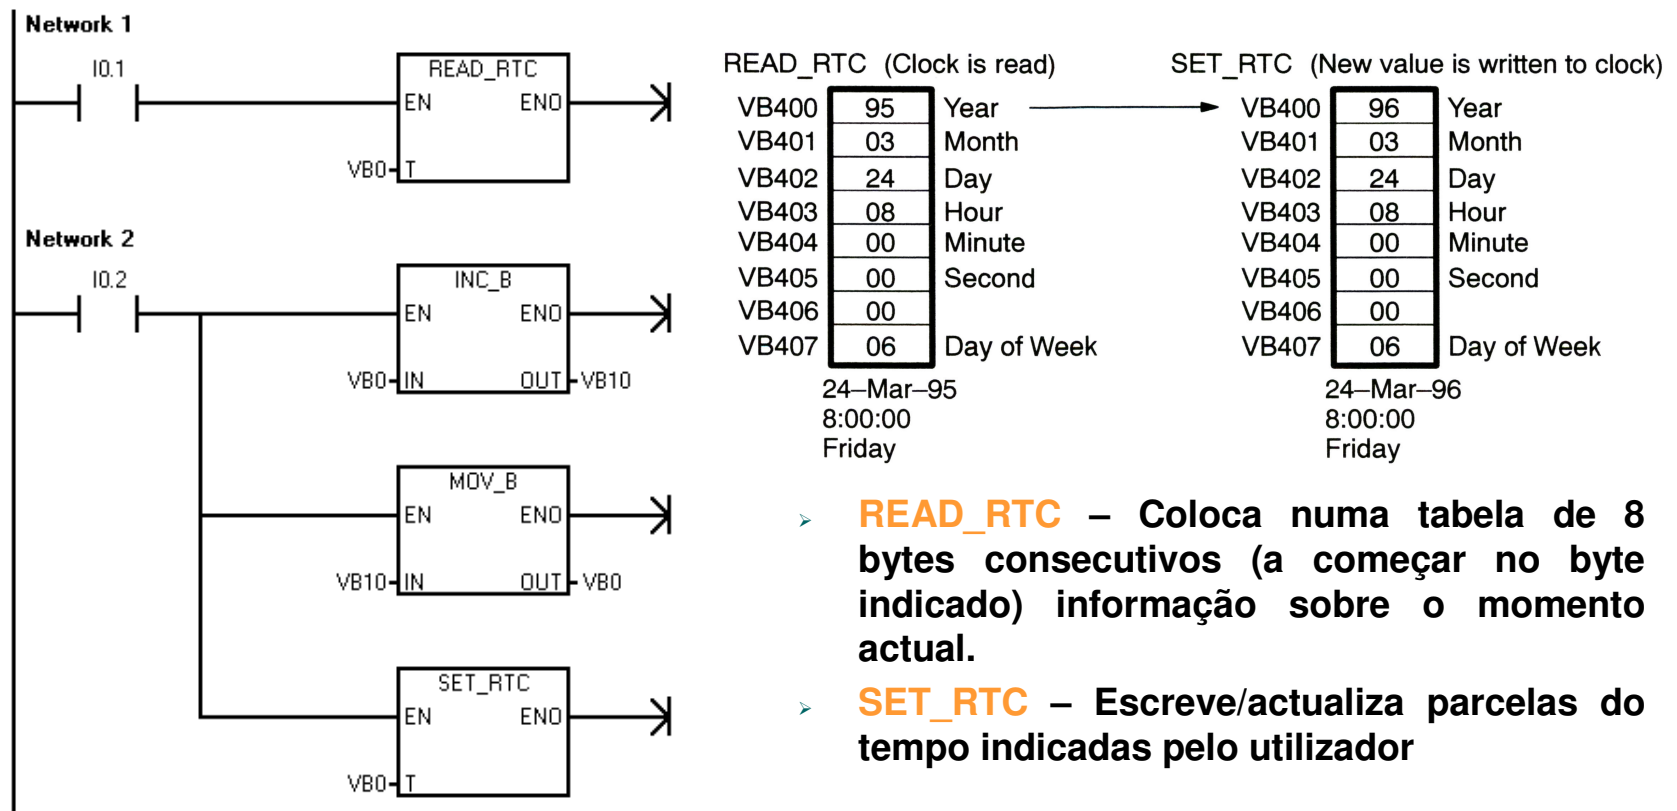 Network 1
I0.1
READ_RTC
EN ENO
VB0 T
Network 2
I0.2
INC_B
EN ENO
VB0 IN OUT VB10
MOV_B
EN ENO
VB10 IN OUT VB0
SET_RTC
EN ENO
VB0 T
READ_RTC (Clock is read)
VB400 95 Year
VB401 03 Month
VB402 24 Day
VB403 08 Hour
VB404 00 Minute
VB405 00 Second
VB406 00
VB407 06 Day of Week
24–Mar–95
8:00:00
Friday
SET_RTC (New value is written to clock)
VB400 96 Year
VB401 03 Month
VB402 24 Day
VB403 08 Hour
VB404 00 Minute
VB405 00 Second
VB406 00
VB407 06 Day of Week
24–Mar–96
8:00:00
Friday
READ_RTC – Coloca numa tabela de 8
bytes consecutivos (a começar no byte
indicado) informação sobre o momento
actual.
SET_RTC – Escreve/actualiza parcelas do
tempo indicadas pelo utilizador